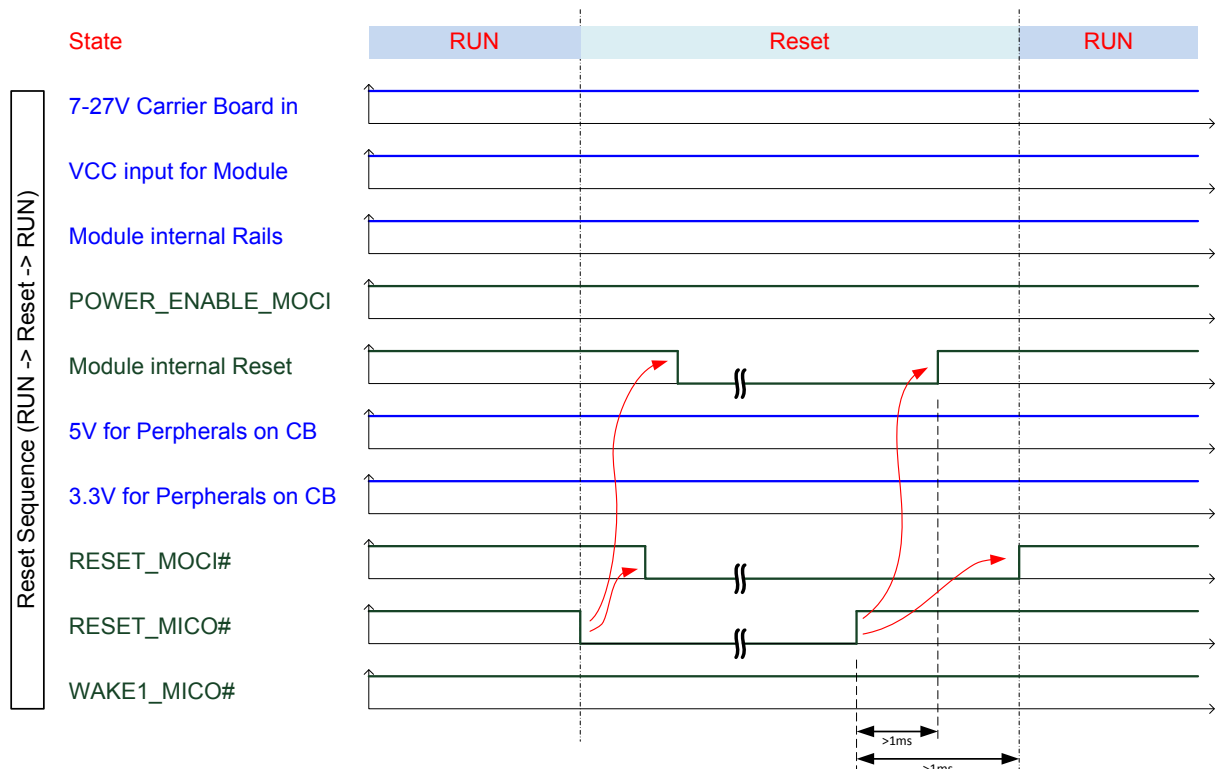 State
RUN
Reset
RUN
Reset Sequence (RUN -> Reset -> RUN)
7-27V Carrier Board in
VCC input for Module
Module internal Rails
POWER_ENABLE_MOCI
Module internal Reset
5V for Perpherals on CB
3.3V for Perpherals on CB
RESET_MOCI#
RESET_MICO#
WAKE1_MICO#
>1ms
>1ms